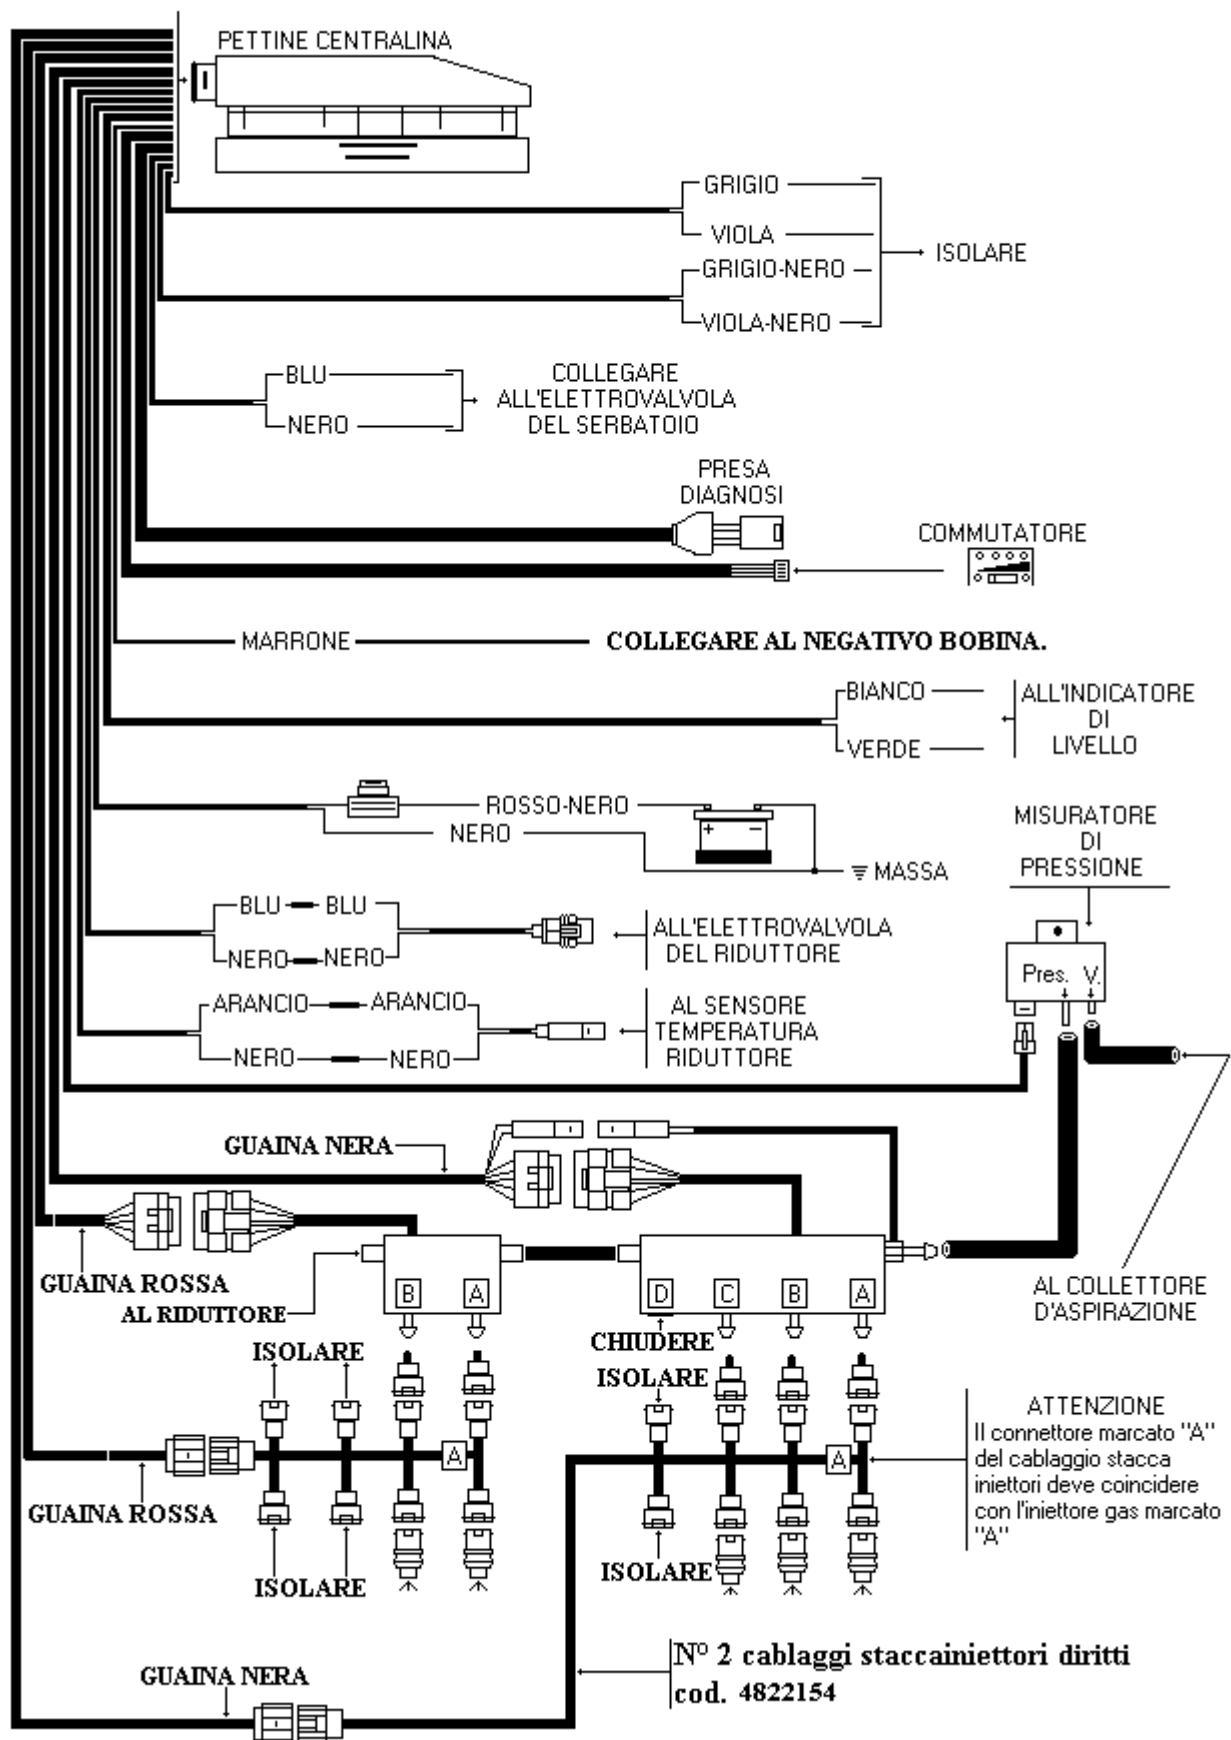 PETTINE CENTRALINA
GRIGIO
VIOLA
ISOLARE
GRIGIO-NERO
VIOLA-NERO
BLU
NERO
COLLEGARE
ALL'ELETTROVALVOLA
DEL SERBATOIO
PRESA
DIAGNOSI
COMMUTATORE
MARRONE
COLLEGARE AL NEGATIVO BOBINA.
BIANCO
VERDE
ALL'INDICATORE
DI
LIVELLO
ROSSO-NERO
NERO
+ −
MASSA
MISURATORE
DI
PRESSIONE
BLU BLU
NERO NERO
ALL'ELETTROVALVOLA
DEL RIDUTTORE
Pres. V.
ARANCIO ARANCIO
NERO NERO
AL SENSORE
TEMPERATURA
RIDUTTORE
GUAINA NERA
GUAINA ROSSA
AL RIDUTTORE
B A
D C B A
AL COLLETTORE
D'ASPIRAZIONE
CHIUDERE
ISOLARE
ISOLARE
A
A
GUAINA ROSSA
ISOLARE
ISOLARE
ATTENZIONE
Il connettore marcato "A"
del cablaggio stacca
iniettori deve coincidere
con l'iniettore gas marcato
"A"
GUAINA NERA
N° 2 cablaggi staccainiettori diritti
cod. 4822154